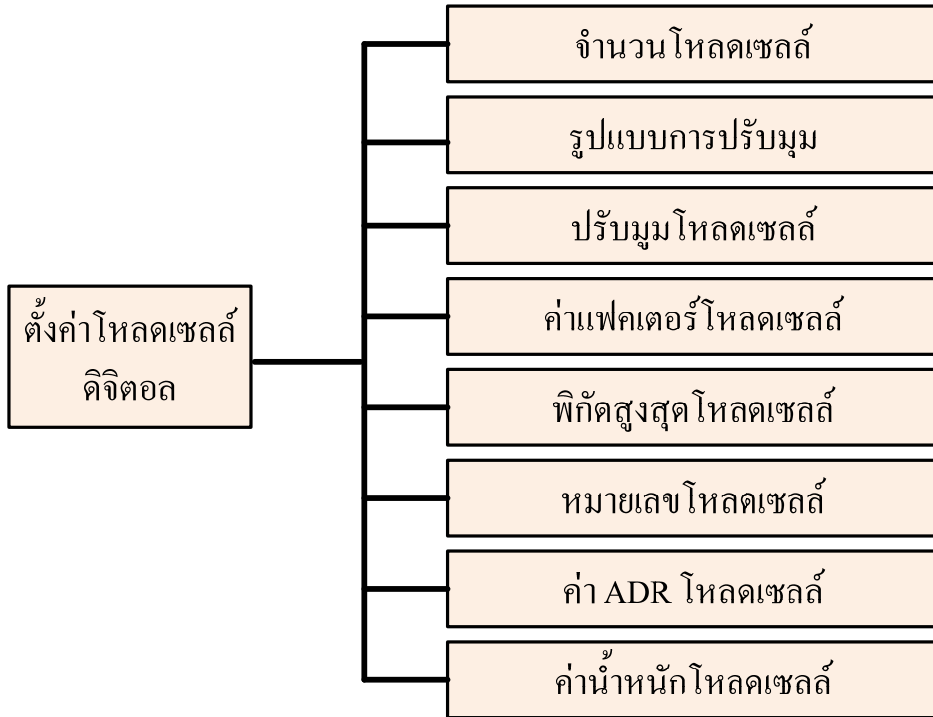 จำนวนโหลดเซลล์
รูปแบบการปรับมุม
ปรับมูมโหลดเซลล์
ตั้งค่าโหลดเซลล์
ดิจิตอล
ค่าแฟคเตอร์โหลดเซลล์
พิกัดสูงสุดโหลดเซลล์
หมายเลขโหลดเซลล์
ค่า ADR โหลดเซลล์
ค่าน้ำหนักโหลดเซลล์